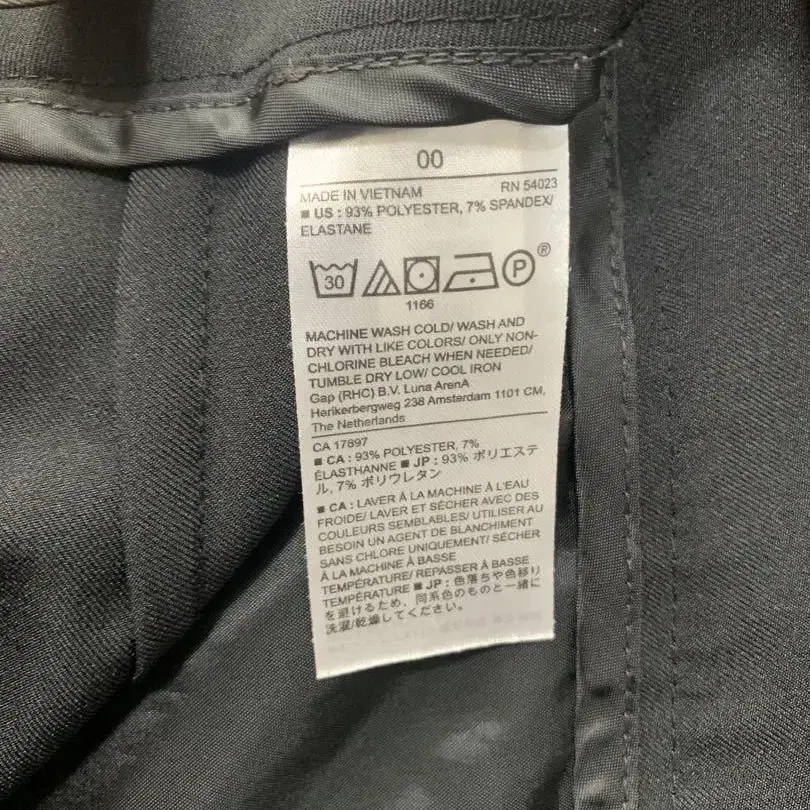 00
MADE IN VIETNAM RN 54023
■ US : 93% POLYESTER, 7% SPANDEX/
ELASTANE
30 P ®
1166
MACHINE WASH COLD/ WASH AND
DRY WITH LIKE COLORS/ ONLY NON-
CHLORINE BLEACH WHEN NEEDED/
TUMBLE DRY LOW/ COOL IRON
Gap (RHC) B.V. Luna ArenA
Herikerbergweg 238 Amsterdam 1101 CM,
The Netherlands
CA 17897
■ CA : 93% POLYESTER, 7%
ÉLASTHANNE ■ JP : 93% ポリエステ
ル, 7% ポリウレタン
■ CA : LAVER À LA MACHINE À L'EAU
FROIDE/ LAVER ET SÉCHER AVEC DES
COULEURS SEMBLABLES/ UTILISER AU
BESOIN UN AGENT DE BLANCHIMENT
SANS CHLORE UNIQUEMENT/ SÉCHER
À LA MACHINE À BASSE
TEMPÉRATURE/ REPASSER À BASSE
TEMPÉRATURE ■ JP : 色落ちや色移り
を避けるため、同系色のものと一緒に
洗濯/乾燥してください。